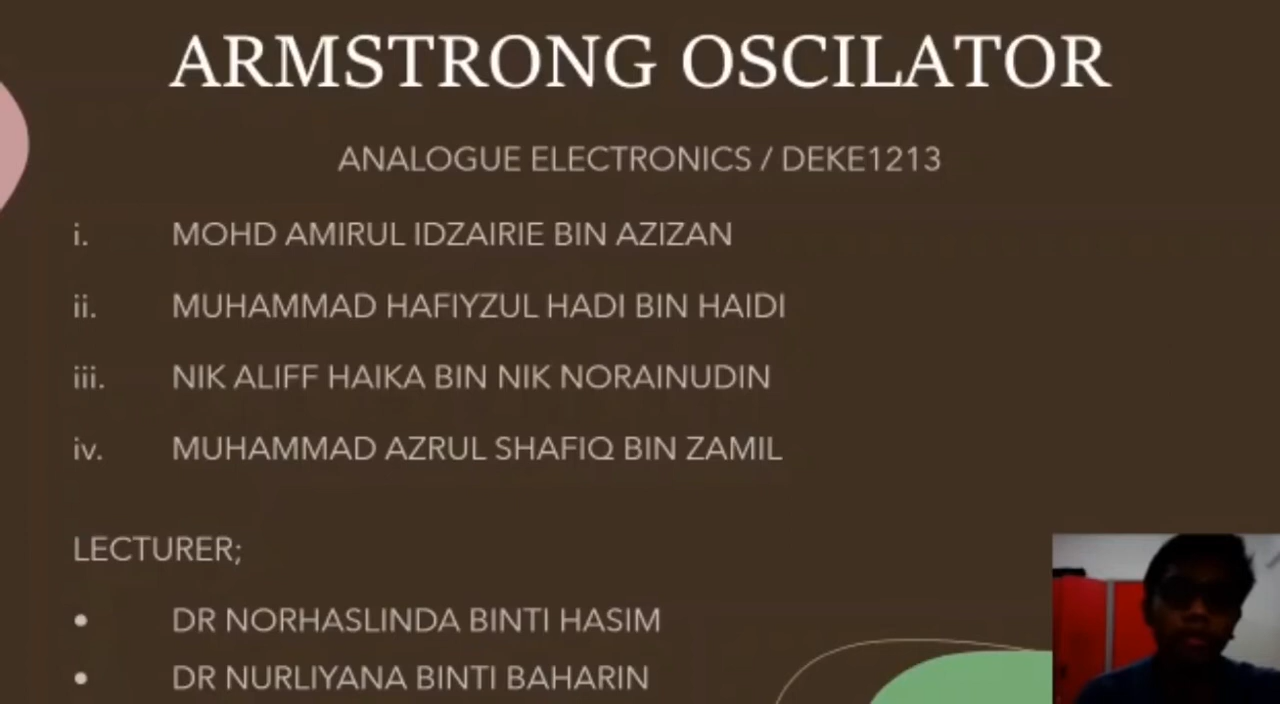 ARMSTRONG OSCILATOR
ANALOGUE ELECTRONICS / DEKE1213
i. MOHD AMIRUL IDZAIRIE BIN AZIZAN
ii. MUHAMMAD HAFIYZUL HADI BIN HAIDI
iii. NIK ALIFF HAIKA BIN NIK NORAINUDIN
iv. MUHAMMAD AZRUL SHAFIQ BIN ZAMIL
LECTURER;
• DR NORHASLINDA BINTI HASIM
• DR NURLIYANA BINTI BAHARIN